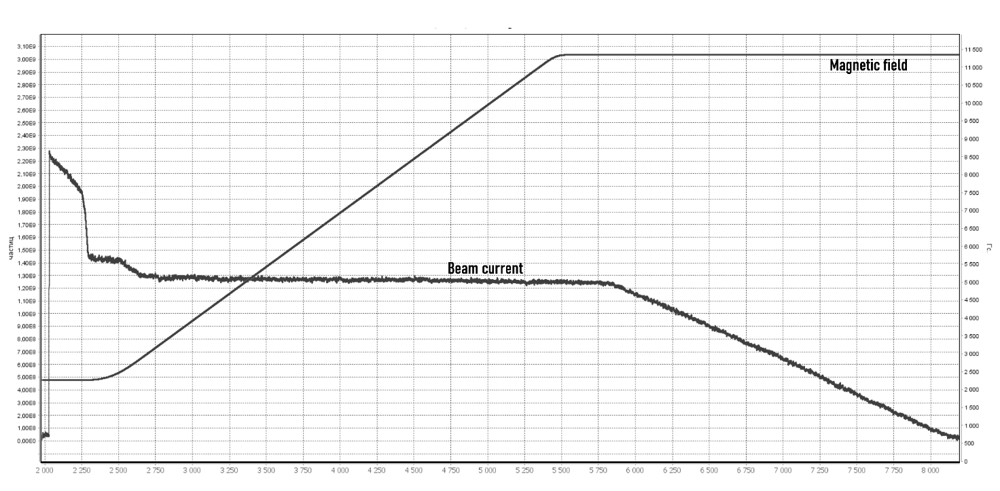 3,10E9
3,00E9
2,90E9
2,80E9
2,70E9
2,60E9
2,50E9
2,40E9
2,30E9
2,20E9
2,10E9
2,00E9
1,90E9
1,80E9
1,70E9
1,60E9
1,50E9
1,40E9
1,30E9
1,20E9
1,10E9
1,00E9
9,00E8
8,00E8
7,00E8
6,00E8
5,00E8
4,00E8
3,00E8
2,00E8
1,00E8
0,00E0
частиц
Magnetic field
Beam current
11 500
11 000
10 500
10 000
9 500
9 000
8 500
8 000
7 500
7 000
6 500
6 000
5 500
5 000
4 500
4 000
3 500
3 000
2 500
2 000
1 500
1 000
500
0
Гс
2 000 2 250 2 500 2 750 3 000 3 250 3 500 3 750 4 000 4 250 4 500 4 750 5 000 5 250 5 500 5 750 6 000 6 250 6 500 6 750 7 000 7 250 7 500 7 750 8 000